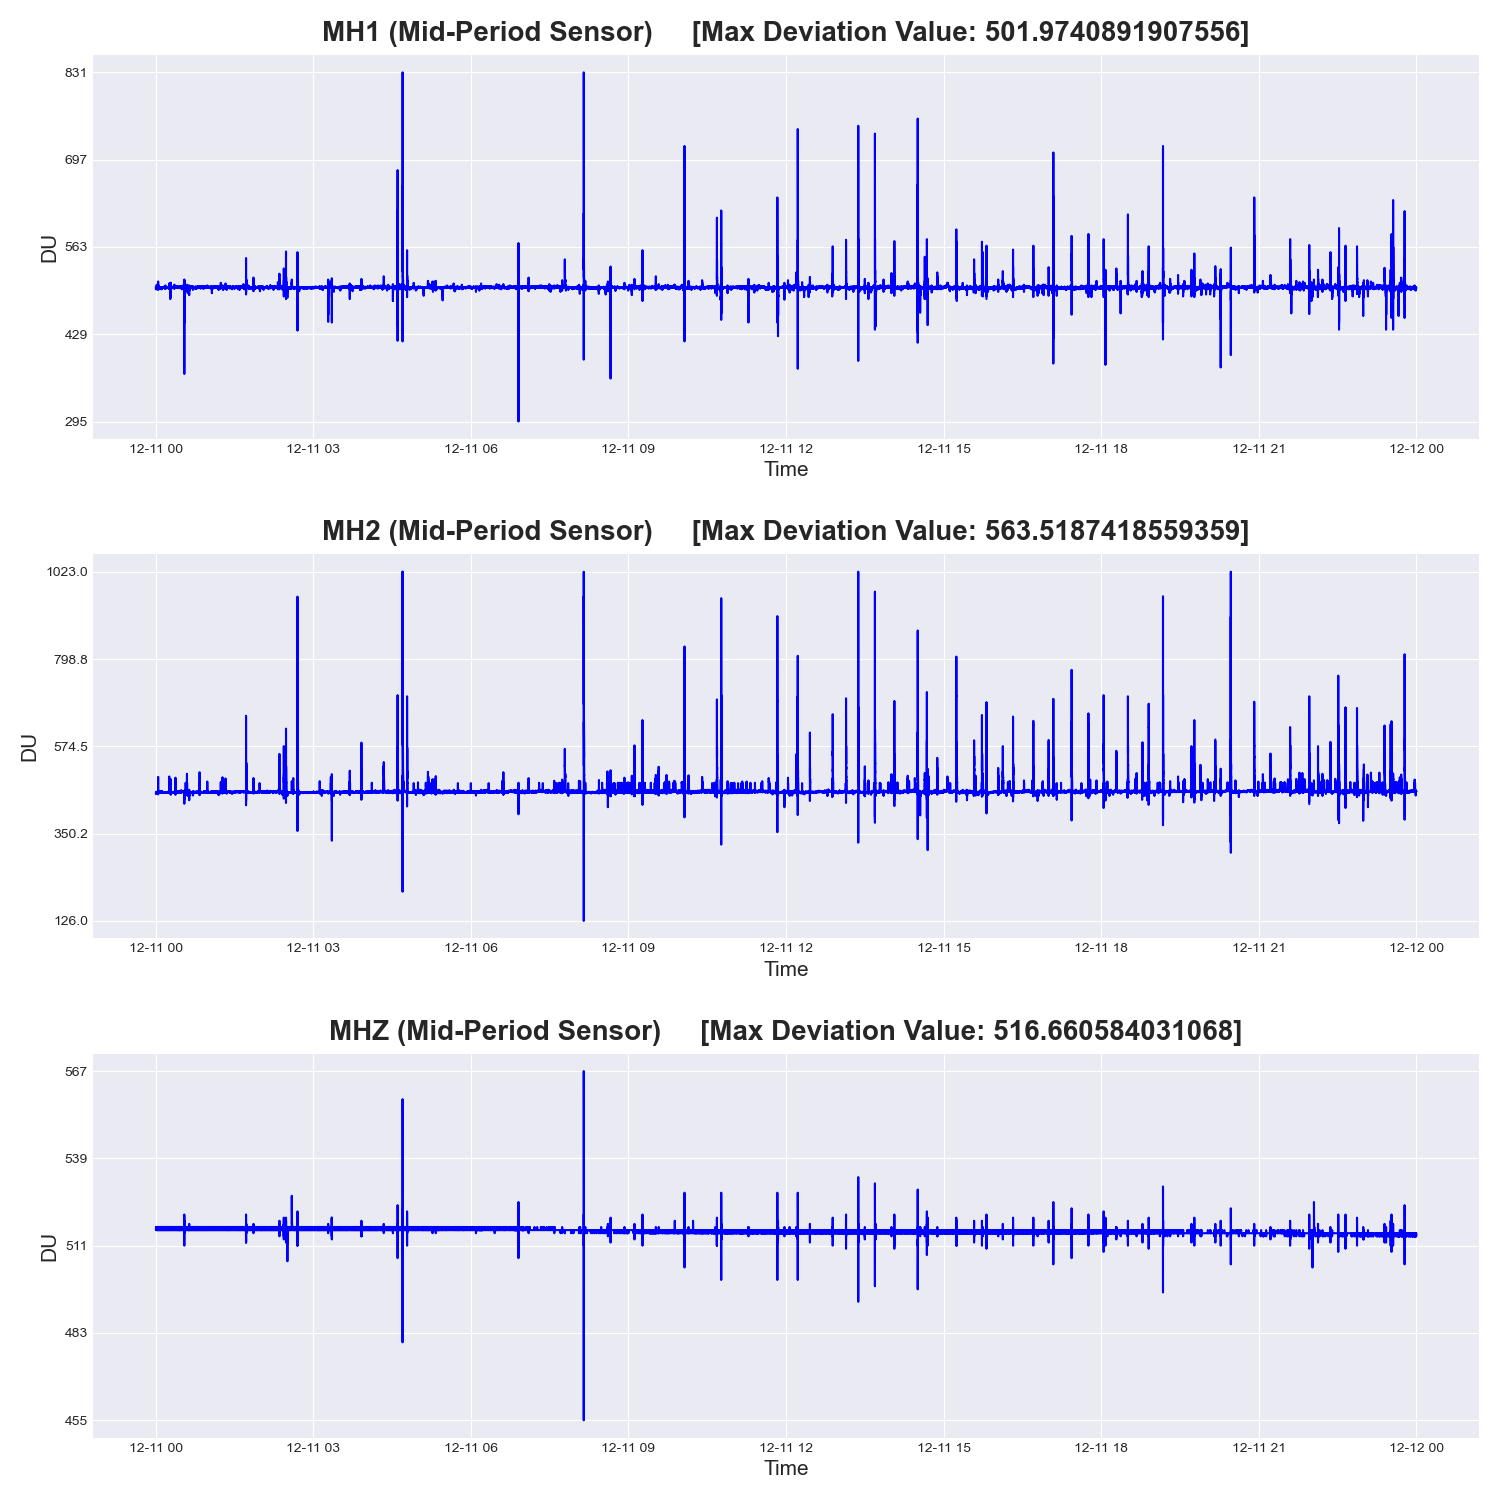 MH1 (Mid-Period Sensor) [Max Deviation Value: 501.9740891907556]
831
697
563
429
295
DU
12-11 00 12-11 03 12-11 06 12-11 09 12-11 12 12-11 15 12-11 18 12-11 21 12-12 00
Time
MH2 (Mid-Period Sensor) [Max Deviation Value: 563.5187418559359]
1023.0
798.8
574.5
350.2
126.0
DU
12-11 00 12-11 03 12-11 06 12-11 09 12-11 12 12-11 15 12-11 18 12-11 21 12-12 00
Time
MHZ (Mid-Period Sensor) [Max Deviation Value: 516.660584031068]
567
539
511
483
455
DU
12-11 00 12-11 03 12-11 06 12-11 09 12-11 12 12-11 15 12-11 18 12-11 21 12-12 00
Time